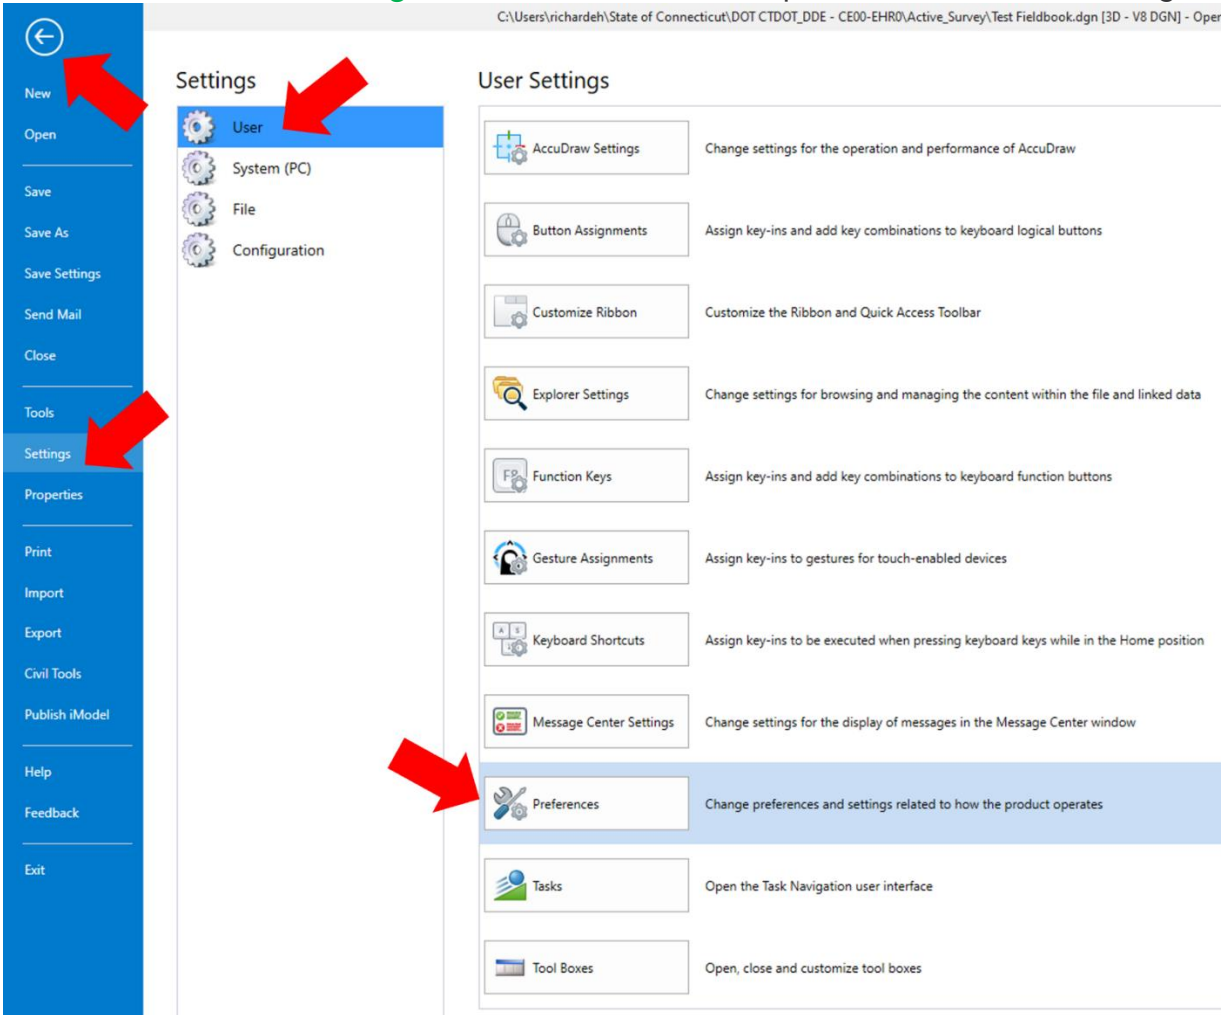 C:\Users\richardeh\State of Connecticut\DOT CTDOT_DDE - CE00-EHR0\Active_Survey\Test Fieldbook.dgn [3D - V8 DGN] - Oper
New
Open
Save
Save As
Save Settings
Send Mail
Close
Tools
Settings
Properties
Print
Import
Export
Civil Tools
Publish iModel
Help
Feedback
Exit
Settings
User
System (PC)
File
Configuration
User Settings
AccuDraw Settings Change settings for the operation and performance of AccuDraw
Button Assignments Assign key-ins and add key combinations to keyboard logical buttons
Customize Ribbon Customize the Ribbon and Quick Access Toolbar
Explorer Settings Change settings for browsing and managing the content within the file and linked data
Function Keys Assign key-ins and add key combinations to keyboard function buttons
Gesture Assignments Assign key-ins to gestures for touch-enabled devices
Keyboard Shortcuts Assign key-ins to be executed when pressing keyboard keys while in the Home position
Message Center Settings Change settings for the display of messages in the Message Center window
Preferences Change preferences and settings related to how the product operates
Tasks Open the Task Navigation user interface
Tool Boxes Open, close and customize tool boxes